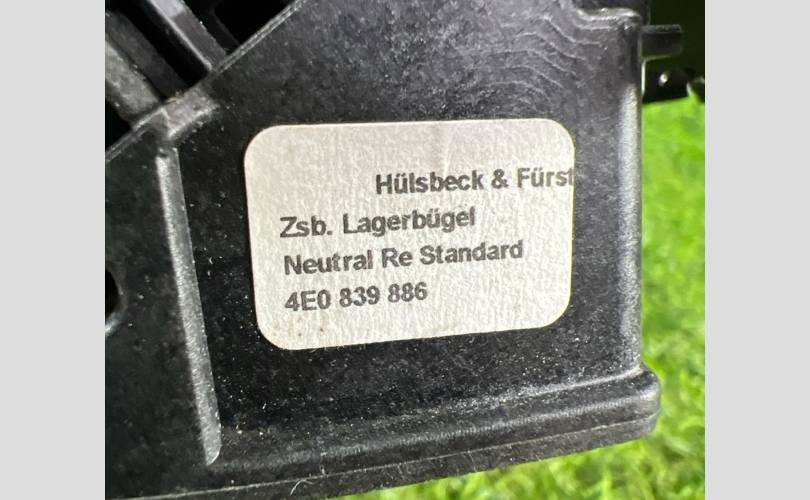 Hülsbeck & Fürst
Zsb. Lagerbügel
Neutral Re Standard
4E0 839 886